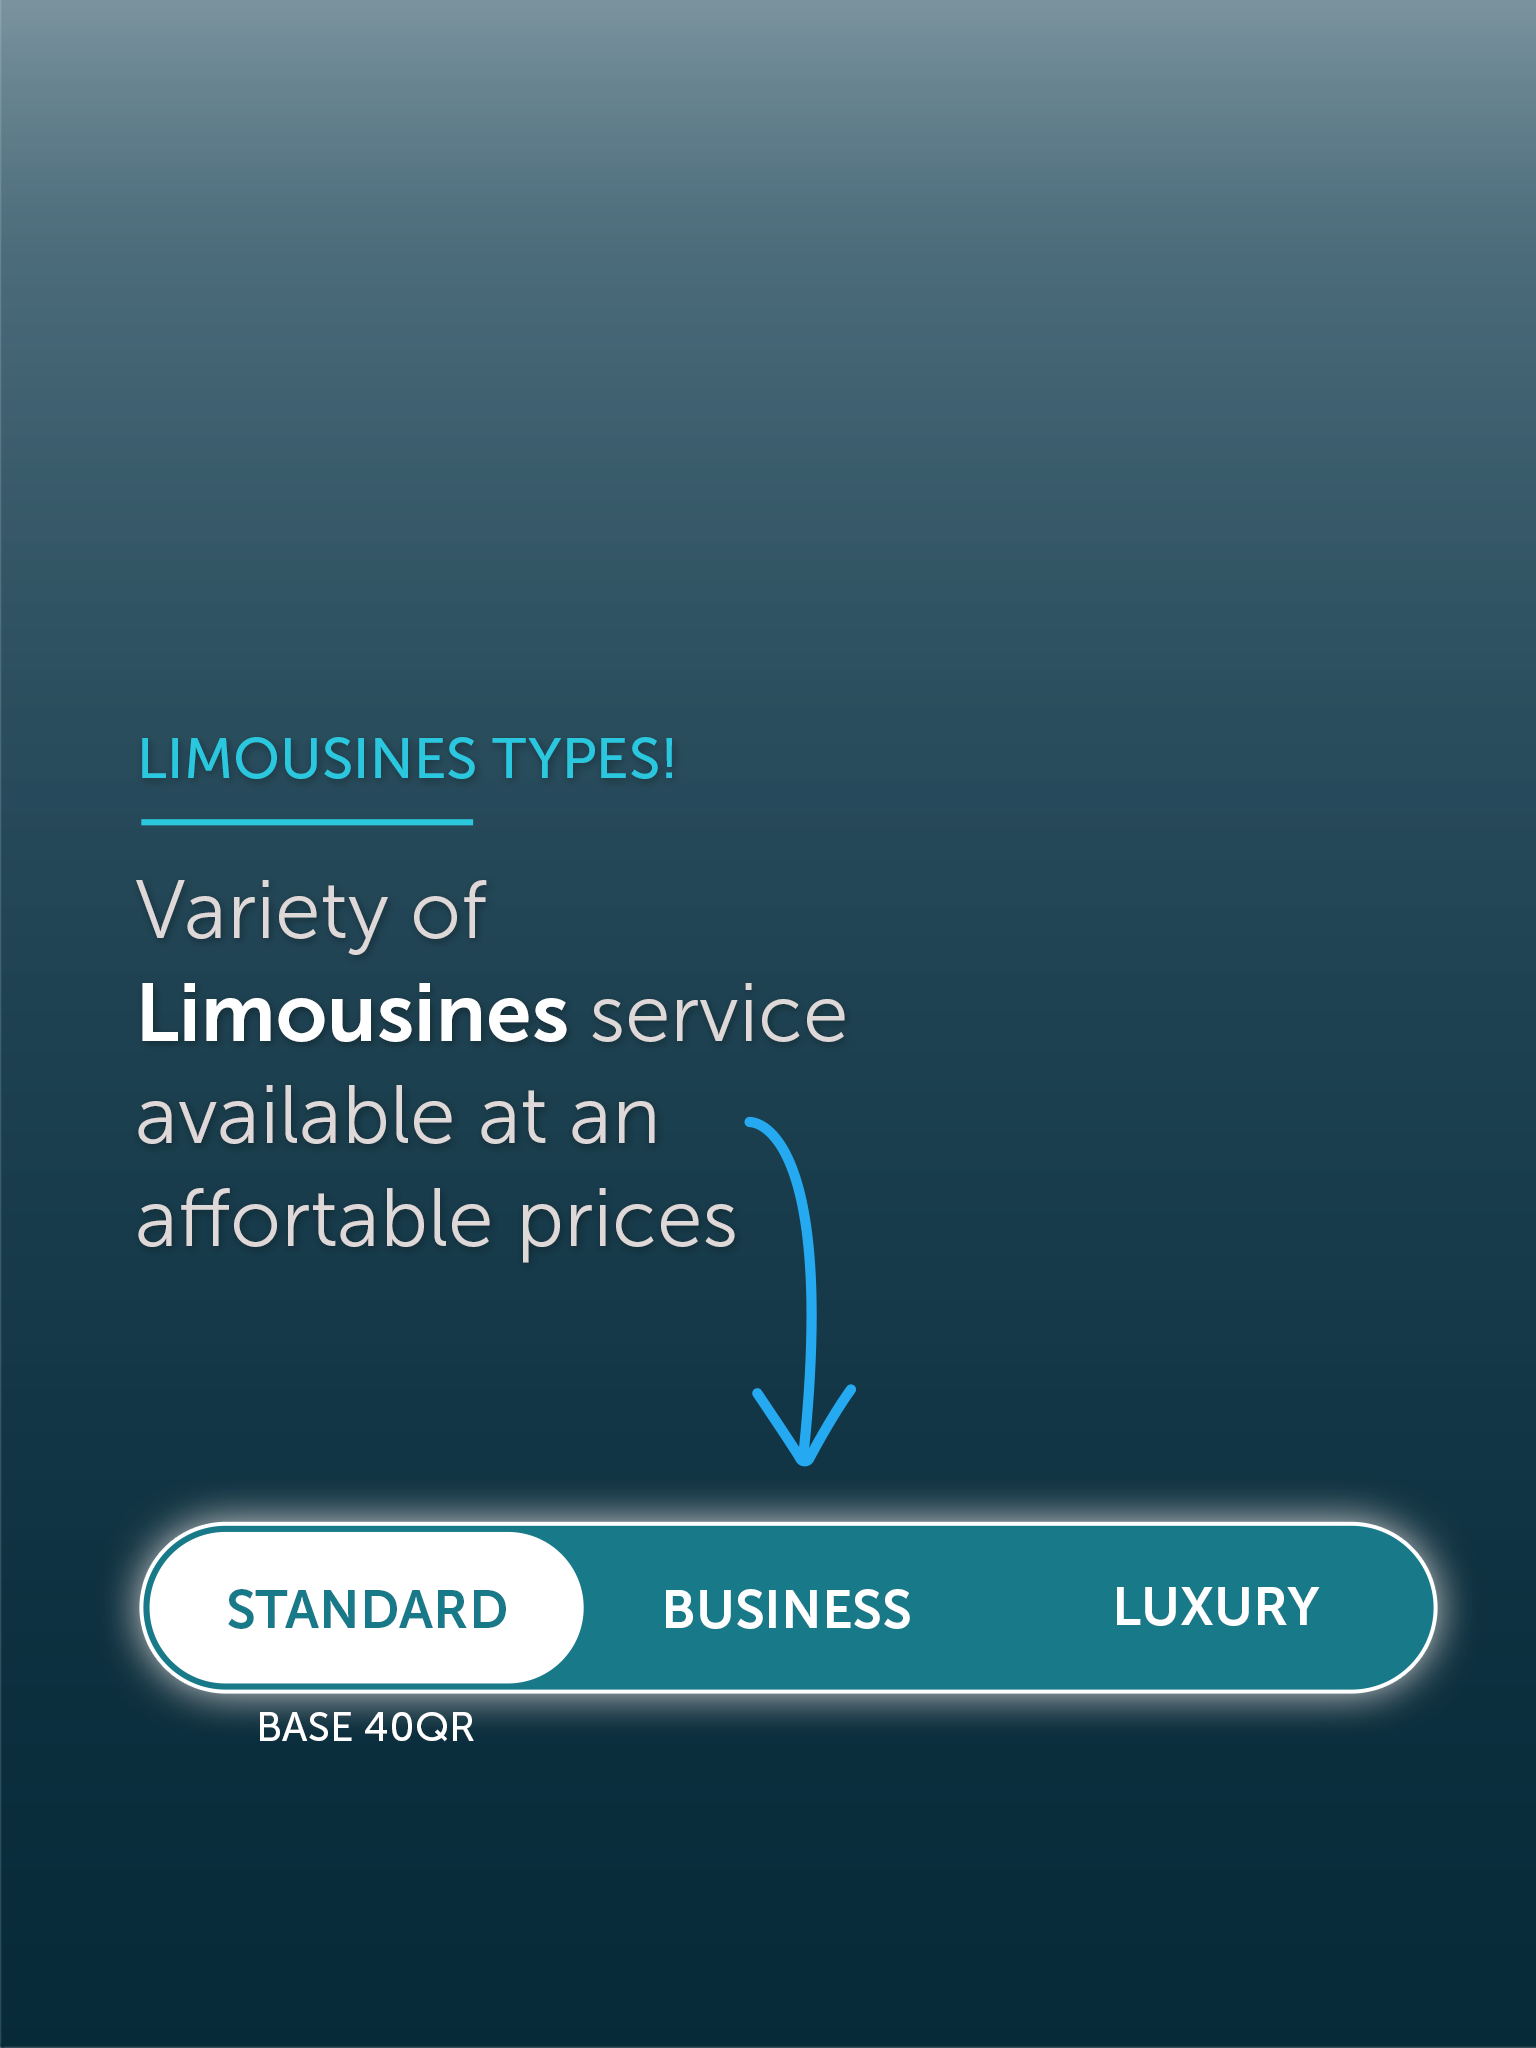 LIMOUSINES TYPES!
Variety of
Limousines service
available at an
affortable prices
STANDARD BUSINESS LUXURY
BASE 40QR